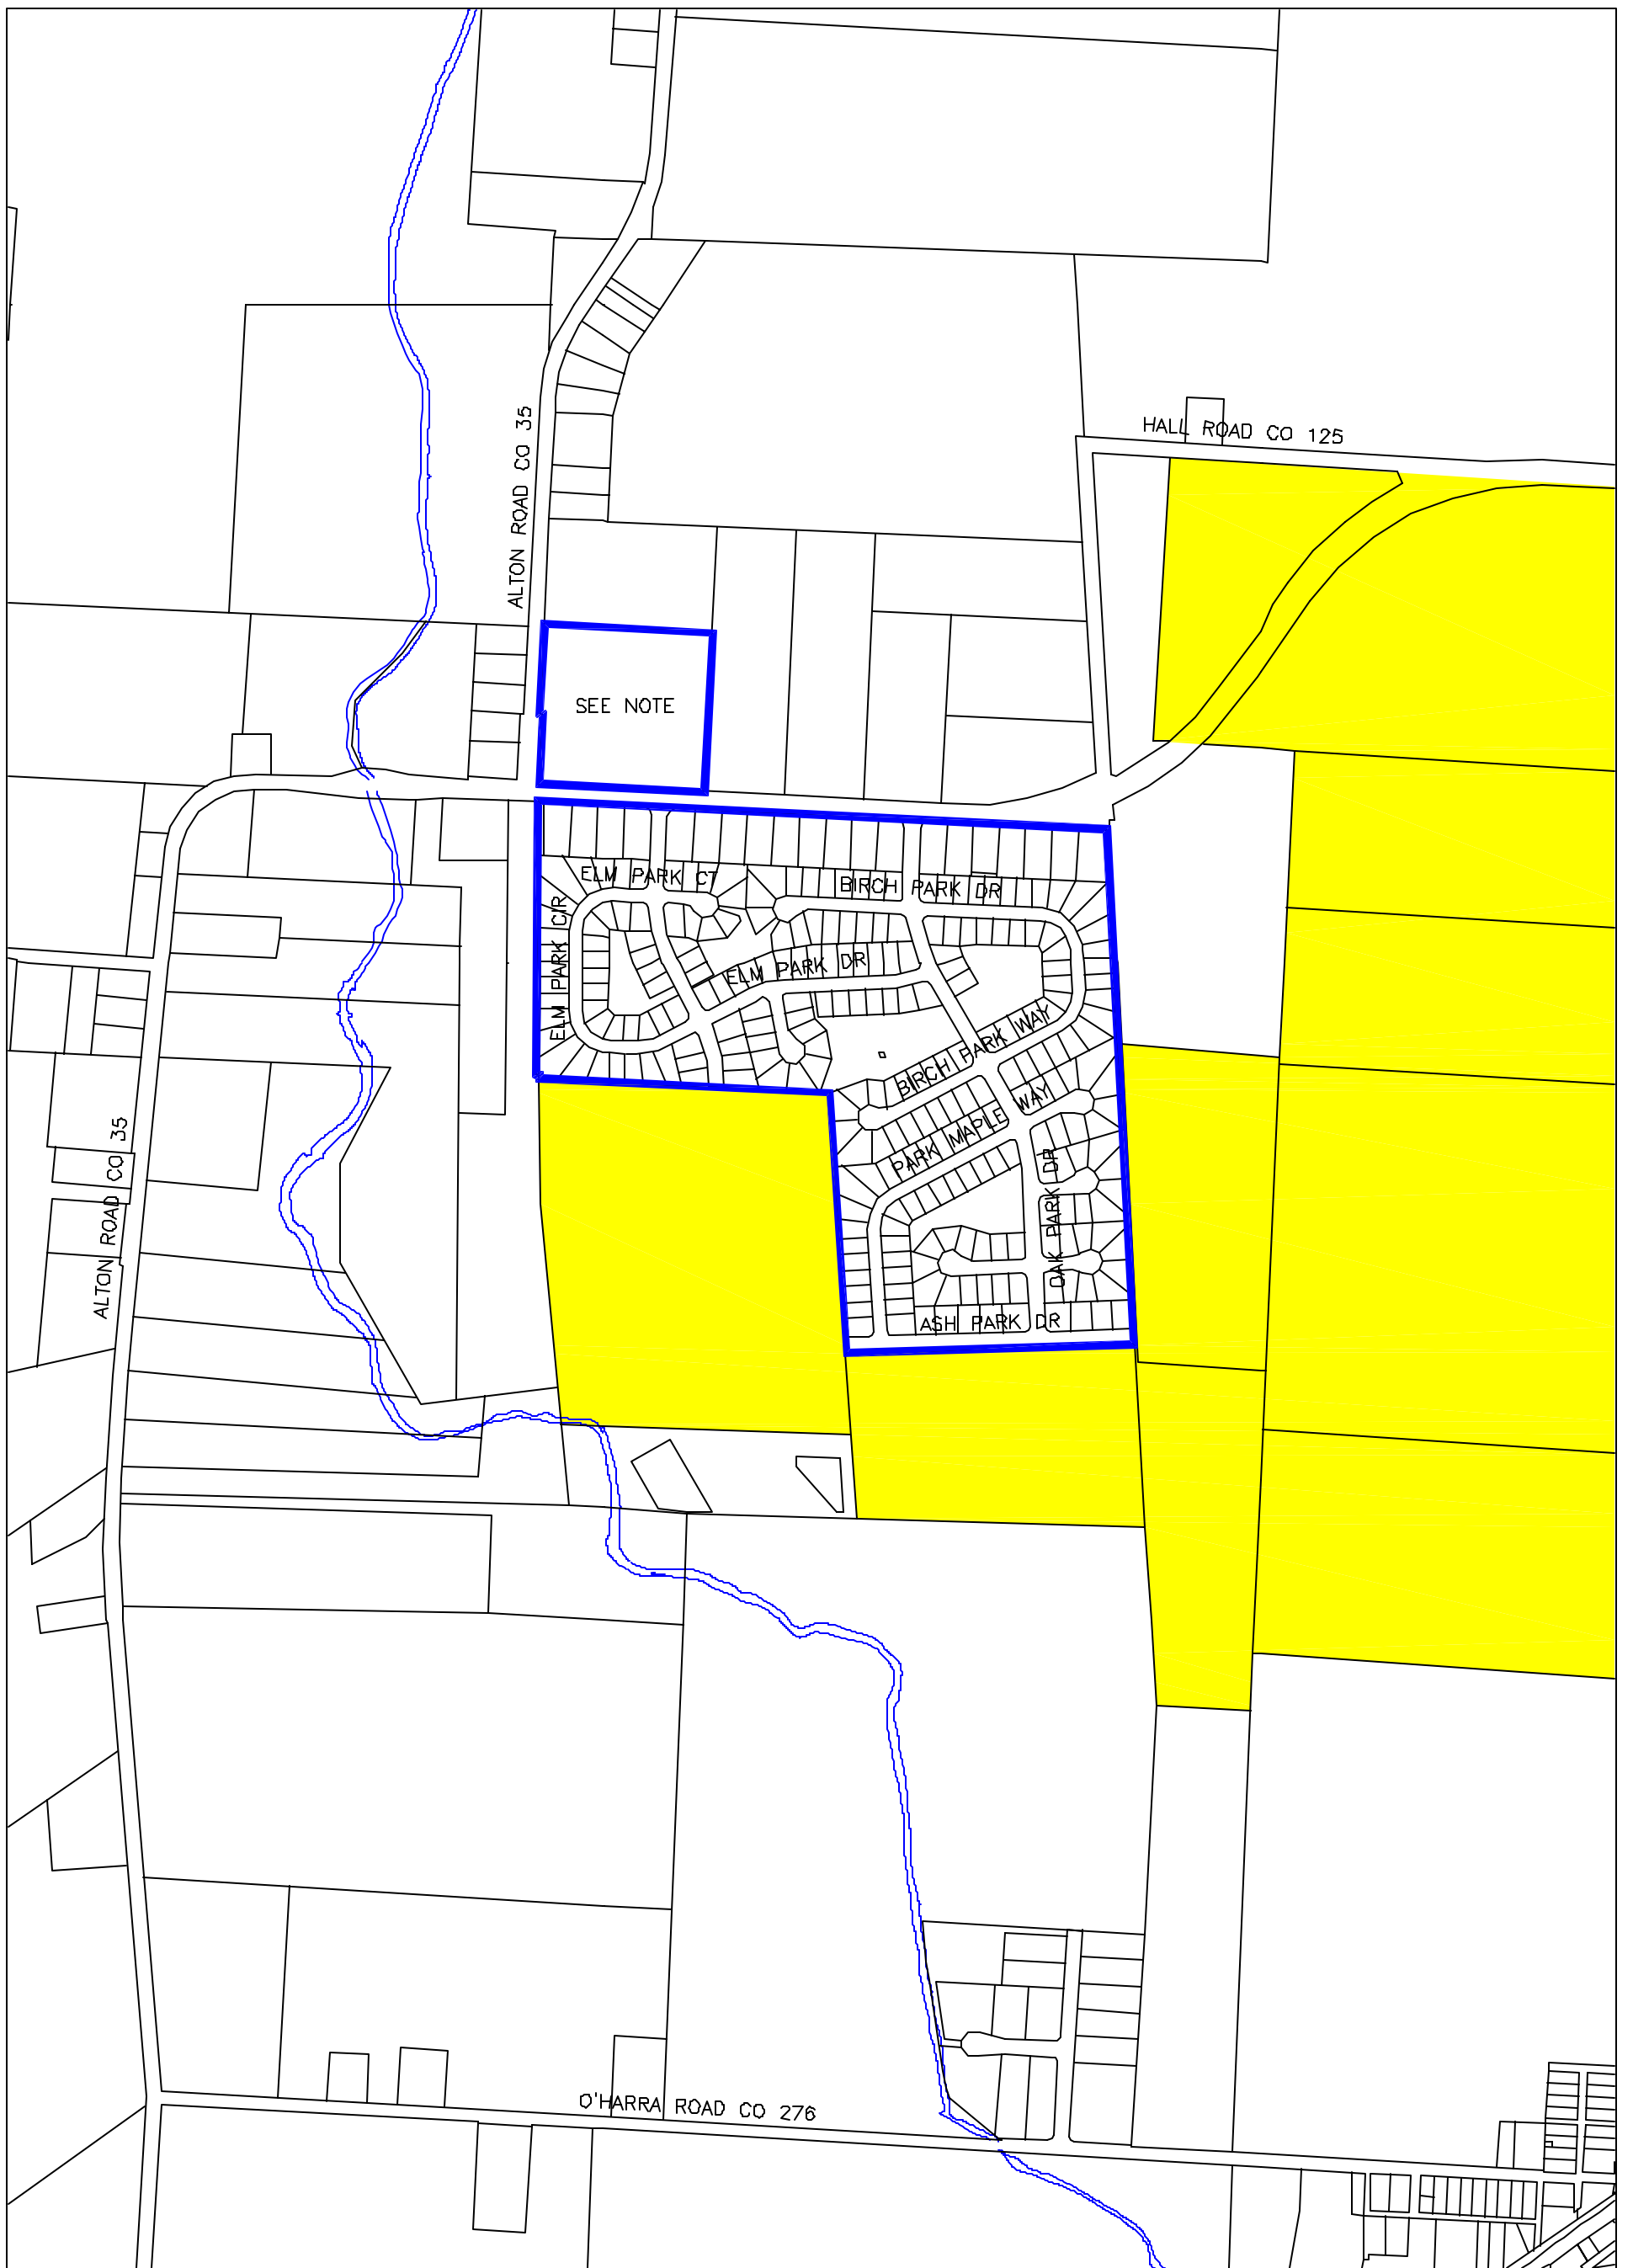 ALTON ROAD CO 35
HALL ROAD CO 125
SEE NOTE
ELM PARK CT
BIRCH PARK DR
ELM PARK CIR
ELM PARK DR
BIRCH PARK WAY
PARK MAPLE WAY
OAK PARK DR
ASH PARK DR
ALTON ROAD CO 35
O'HARRA ROAD CO 276